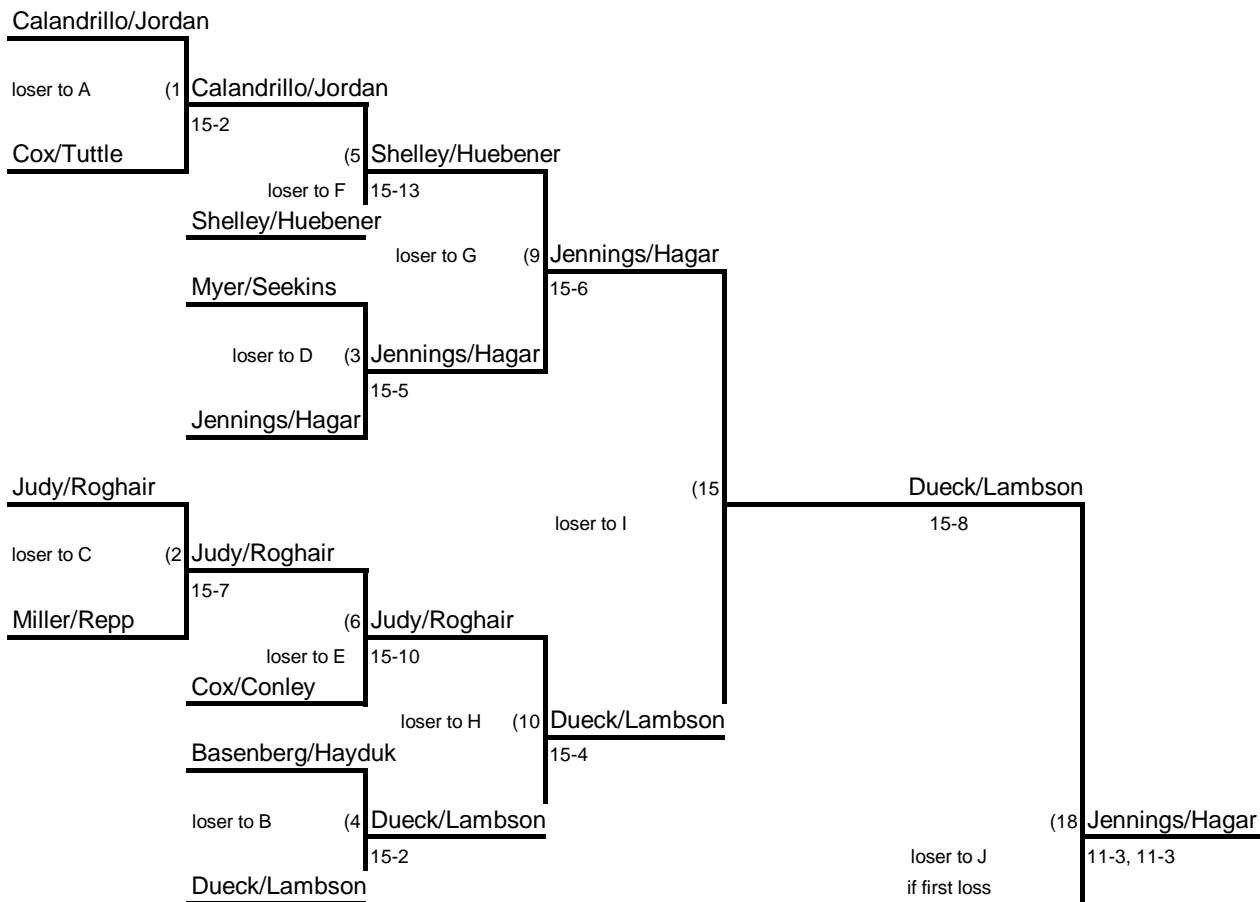 Calandrillo/Jordan
loser to A (1 Calandrillo/Jordan
15-2
Cox/Tuttle (5 Shelley/Huebener
loser to F 15-13
Shelley/Huebener
loser to G (9 Jennings/Hagar
Myer/Seekins 15-6
loser to D (3 Jennings/Hagar
15-5
Jennings/Hagar
Judy/Roghair (15 Dueck/Lambson
loser to I 15-8
loser to C (2 Judy/Roghair
15-7
Miller/Repp (6 Judy/Roghair
loser to E 15-10
Cox/Conley
loser to H (10 Dueck/Lambson
Basenberg/Hayduk 15-4
loser to B (4 Dueck/Lambson (18 Jennings/Hagar
15-2 loser to J 11-3, 11-3
Dueck/Lambson if first loss